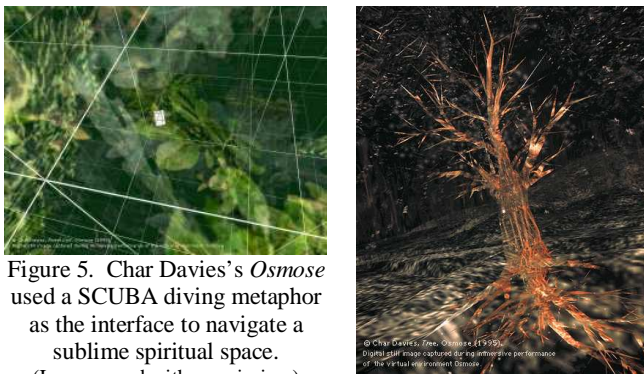 Figure 5. Char Davies's Osmose
used a SCUBA diving metaphor
as the interface to navigate a
sublime spiritual space.
© Char Davies, Tree, Osmose (1995).
Digital still image captured during immersive performance
of the virtual environment Osmose.